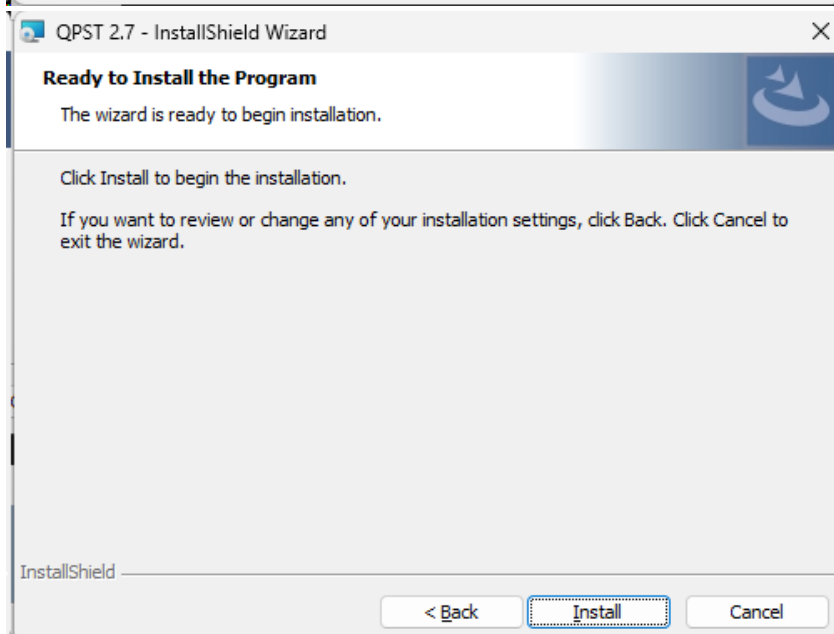 QPST 2.7 - InstallShield Wizard
Ready to Install the Program
The wizard is ready to begin installation.
Click Install to begin the installation.
If you want to review or change any of your installation settings, click Back. Click Cancel to
exit the wizard.
InstallShield
< Back Install Cancel